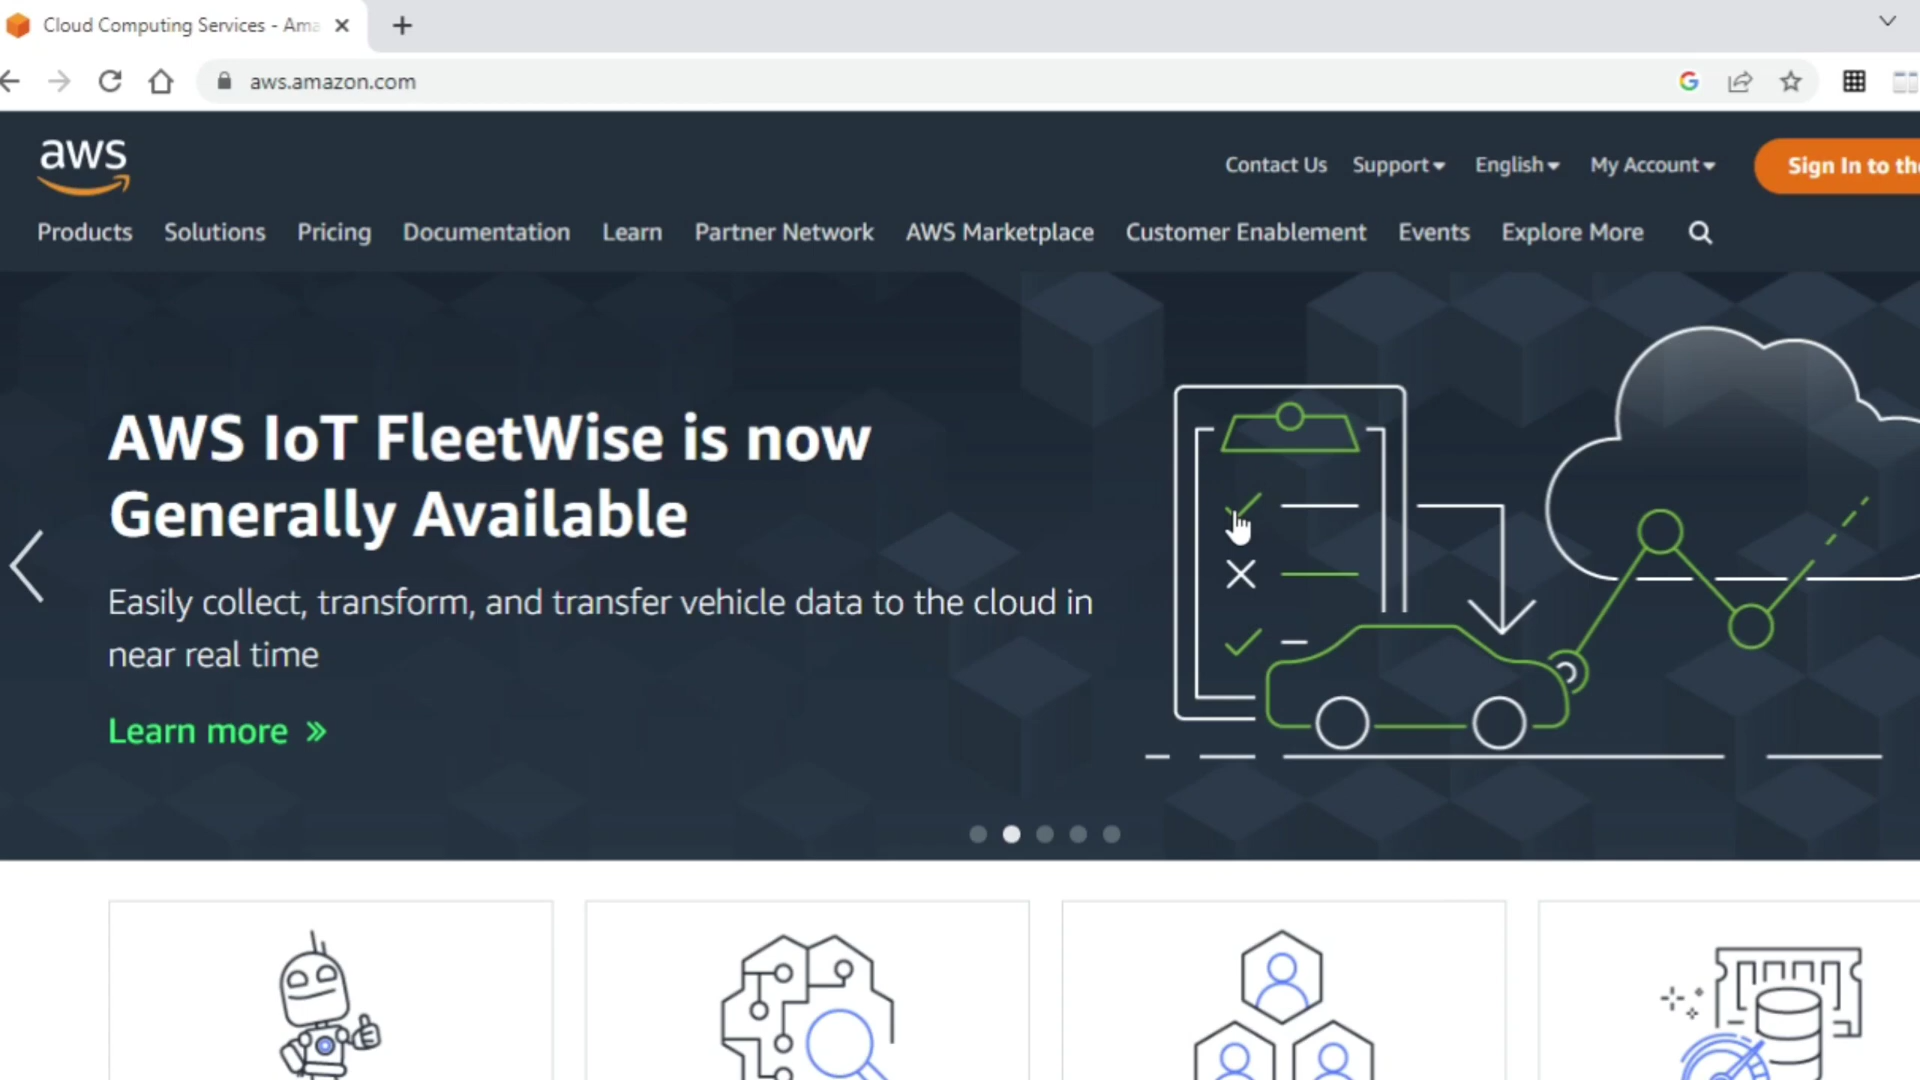 Cloud Computing Services - Ama
aws.amazon.com
aws
Contact Us Support English My Account Sign In to the
Products Solutions Pricing Documentation Learn Partner Network AWS Marketplace Customer Enablement Events Explore More
AWS IoT FleetWise is now
Generally Available
Easily collect, transform, and transfer vehicle data to the cloud in
near real time
Learn more »